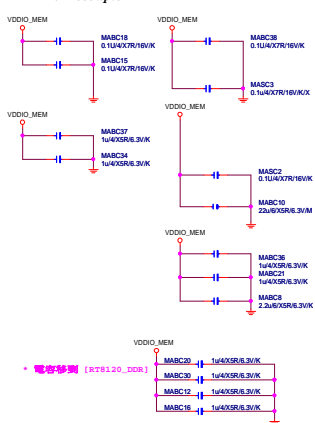 VDDIO_MEM
MABC18
0.1U/4/X7R/16V/K
MABC15
0.1U/4/X7R/16V/K
VDDIO_MEM
MABC38
0.1U/4/X7R/16V/K
MASC3
0.1u/4/X7R/16V/K/X
VDDIO_MEM
MABC37
1u/4/X5R/6.3V/K
MABC34
1u/4/X5R/6.3V/K
VDDIO_MEM
MASC2
0.1U/4/X7R/16V/K
MABC10
22u/6/X5R/6.3V/M
VDDIO_MEM
MABC36
1u/4/X5R/6.3V/K
MABC21
1u/4/X5R/6.3V/K
MABC8
2.2u/6/X5R/6.3V/K
VDDIO_MEM
* 電容移到 [RT8120_DDR]
MABC20 1u/4/X5R/6.3V/K
MABC30 1u/4/X5R/6.3V/K
MABC12 1u/4/X5R/6.3V/K
MABC16 1u/4/X5R/6.3V/K